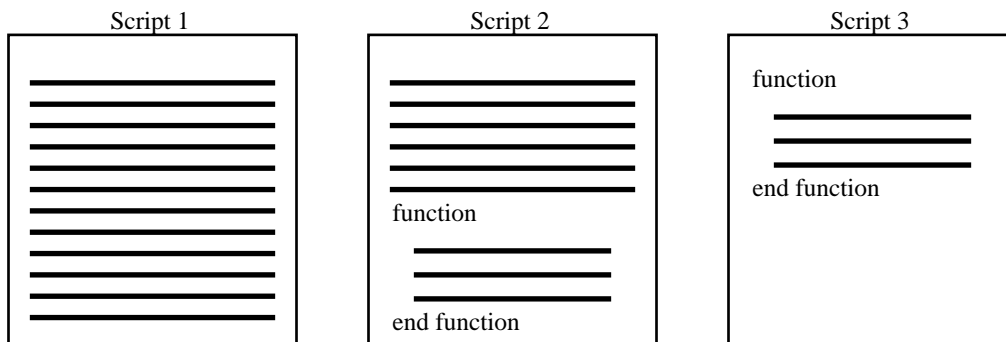 Script 1
Script 2
function
end function
Script 3
function
end function